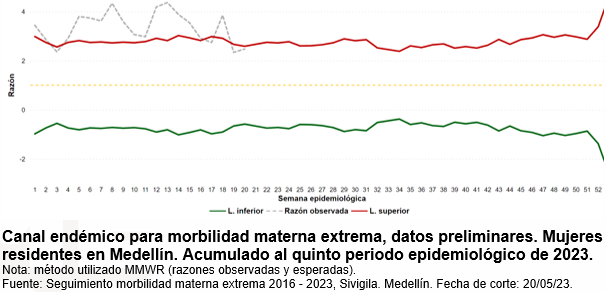 4
2
0
-2
Razón
1 2 3 4 5 6 7 8 9 10 11 12 13 14 15 16 17 18 19 20 21 22 23 24 25 26 27 28 29 30 31 32 33 34 35 36 37 38 39 40 41 42 43 44 45 46 47 48 49 50 51 52
Semana epidemiológica
L. inferior Razón observada L. superior
Canal endémico para morbilidad materna extrema, datos preliminares. Mujeres
residentes en Medellín. Acumulado al quinto periodo epidemiológico de 2023.
Nota: método utilizado MMWR (razones observadas y esperadas).
Fuente: Seguimiento morbilidad materna extrema 2016 - 2023, Sivigila. Medellín. Fecha de corte: 20/05/23.